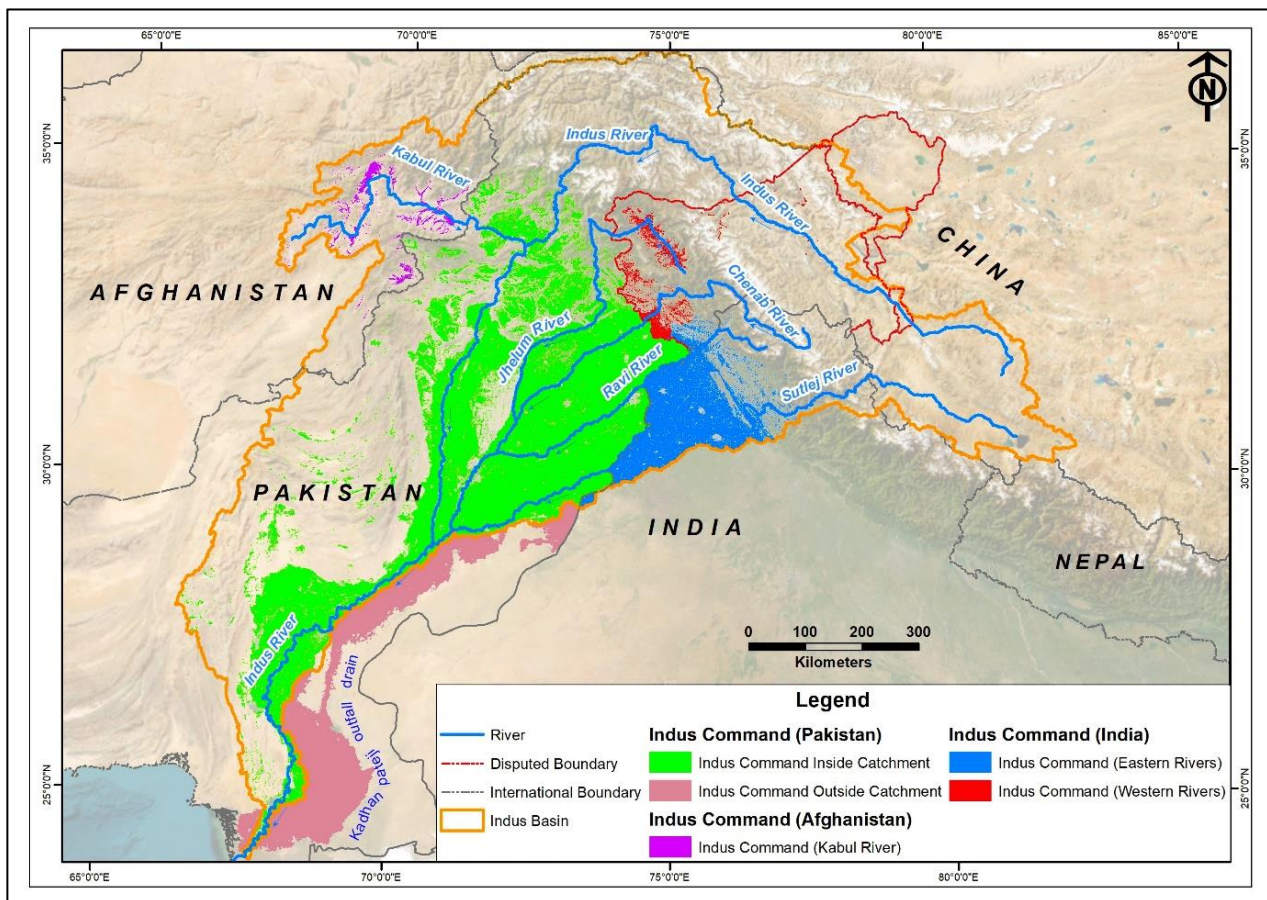 65°0'0"E
70°0'0"E
75°0'0"E
80°0'0"E
85°0'0"E
N
35°0'0"N
35°0'0"N
Indus River
Kabul River
Indus River
CHINA
AFGHANISTAN
Chenab River
Jhelum River
Ravi River
Sutlej River
30°0'0"N
30°0'0"N
PAKISTAN
INDIA
NEPAL
Indus River
0 100 200 300
Kilometers
Kadhan pateji outfall drain
25°0'0"N
25°0'0"N
Legend
River
Disputed Boundary
International Boundary
Indus Basin
Indus Command (Pakistan)
Indus Command Inside Catchment
Indus Command Outside Catchment
Indus Command (Afghanistan)
Indus Command (Kabul River)
Indus Command (India)
Indus Command (Eastern Rivers)
Indus Command (Western Rivers)
65°0'0"E
70°0'0"E
75°0'0"E
80°0'0"E